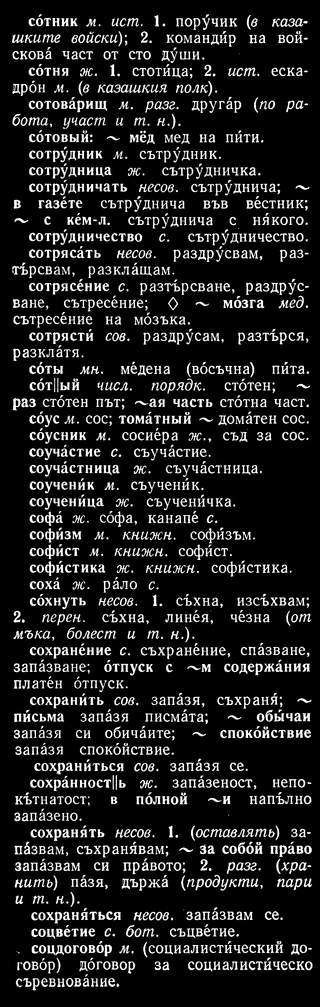 со́тник м. ист. 1. пору́чик (в каза-
шките войски); 2. команди́р на вой-
скова́ част от сто ду́ши.
со́тня ж. 1. стоти́ца; 2. ист. еска-
дро́н м. (в казашкия полк).
сотова́рищ м. разг. друга́р (по ра-
бота, участ и т. н.).
со́товый: ~ мёд мед на пи́ти.
сотру́дник м. сътру́дник.
сотру́дница ж. сътру́дничка.
сотру́дничать несов. сътру́днича; ~
в газе́те сътру́днича във ве́стник;
~ с ке́м-л. сътру́днича с ня́кого.
сотру́дничество с. сътру́дничество.
сотряса́ть несов. раздру́свам, раз-
тъ́рсвам, разкла́щам.
сотрясе́ние с. разтъ́рсване, раздру́с-
ване, сътресе́ние; ◊ ~ мо́зга мед.
сътресе́ние на мо́зъка.
сотрясти́ сов. раздру́сам, разтъ́рся,
разкла́тя.
со́ты мн. ме́дена (во́съчна) пи́та.
со́т||ый числ. порядк. сто́тен; ~
раз сто́тен път; ~ая часть сто́тна част.
со́ус м. сос; тома́тный ~ дома́тен сос.
со́усник м. сосие́ра ж., съд за сос.
соуча́стие с. съуча́стие.
соуча́стница ж. съуча́стница.
соучени́к м. съучени́к.
соучени́ца ж. съучени́чка.
софа́ ж. со́фа, канапе́ с.
софи́зм м. книжн. софи́зъм.
софи́ст м. книжн. софи́ст.
софи́стика ж. книжн. софи́стика.
соха́ ж. ра́ло с.
со́хнуть несов. 1. съ́хна, изсъ́хвам;
2. перен. съ́хна, лине́я, че́зна (от
мъка, болест и т. н.).
сохране́ние с. съхране́ние, спа́зване,
запа́зване; о́тпуск с ~м содержа́ния
плате́н о́тпуск.
сохрани́ть сов. запа́зя, съхраня́; ~
пи́сьма запа́зя писма́та; ~ обы́чаи
запа́зя си оби́чаите; ~ споко́йствие
запа́зя споко́йствие.
сохрани́ться сов. запа́зя се.
сохра́нност||ь ж. запа́зеност, непо-
къ́тнатост; в по́лной ~и напъ́лно
запа́зено.
сохраня́ть несов. 1. (оставлять) за-
па́звам, съхраня́вам; ~ за собо́й пра́во
запа́звам си пра́вото; 2. разг. (хра-
нить) па́зя, държа́ (продукти, пари
и т. н.).
сохраня́ться несов. запа́звам се.
соцве́тие с. бот. съцве́тие.
соцдогово́р м. (социалисти́ческий до-
гово́р) до́говор за социалисти́ческо
съревнова́ние.